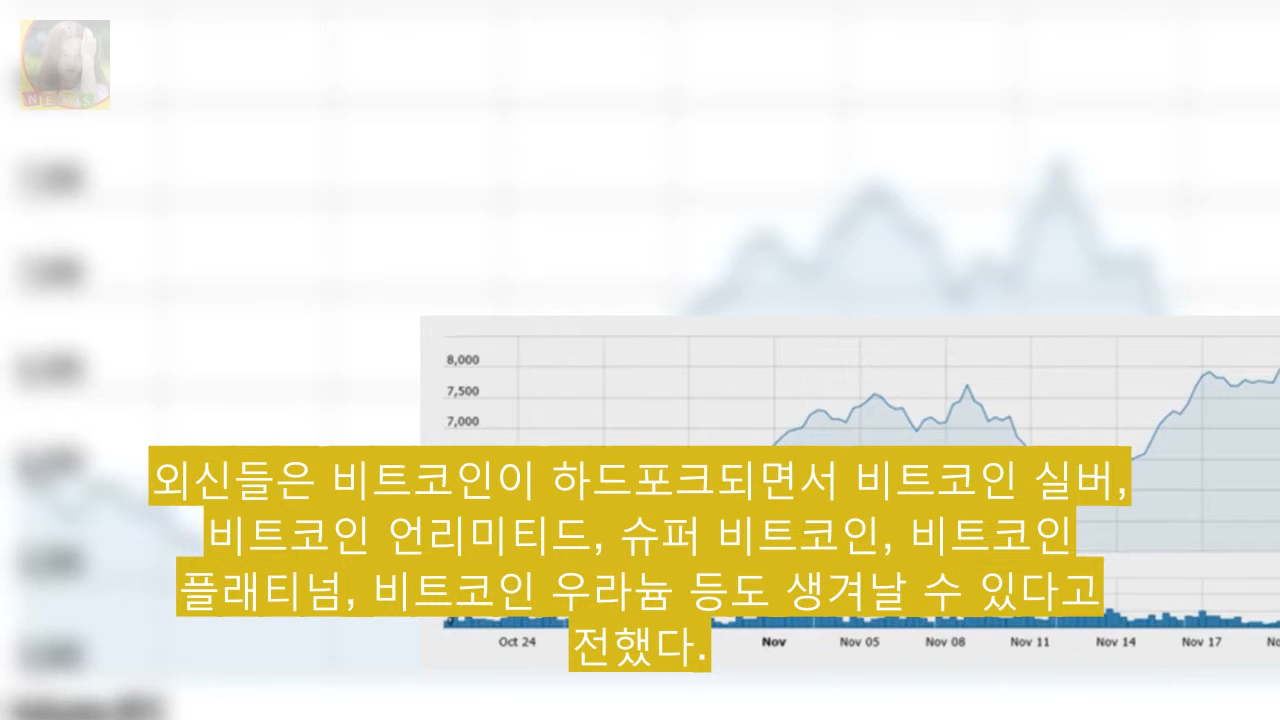 NEWS
8,000
7,500
7,000
외신들은 비트코인이 하드포크되면서 비트코인 실버,
비트코인 언리미티드, 슈퍼 비트코인, 비트코인
플래티넘, 비트코인 우라늄 등도 생겨날 수 있다고
전했다.
Oct 24 Nov Nov 05 Nov 08 Nov 11 Nov 14 Nov 17